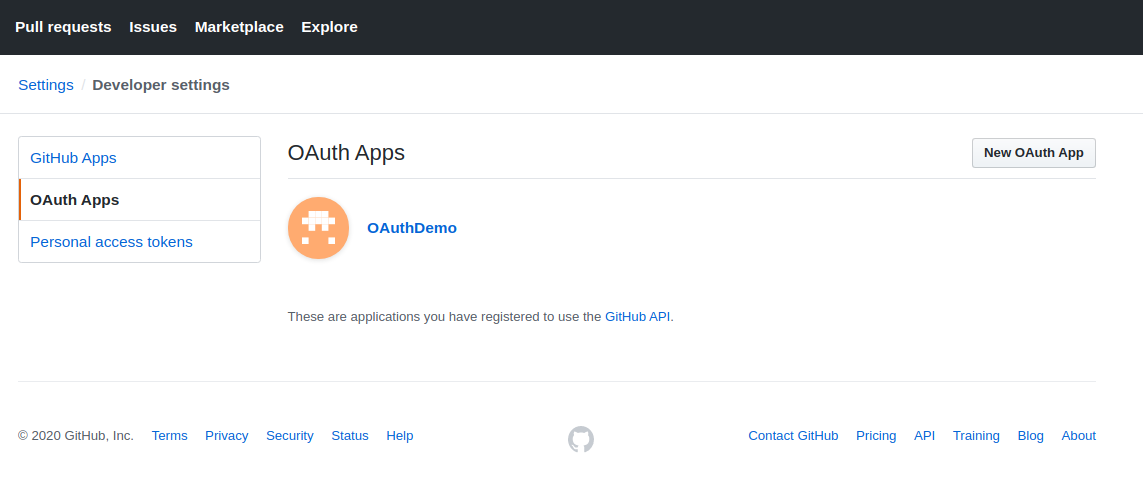 Pull requests Issues Marketplace Explore
Settings / Developer settings
GitHub Apps
OAuth Apps
Personal access tokens
OAuth Apps
New OAuth App
OAuthDemo
These are applications you have registered to use the GitHub API.
© 2020 GitHub, Inc. Terms Privacy Security Status Help
Contact GitHub Pricing API Training Blog About